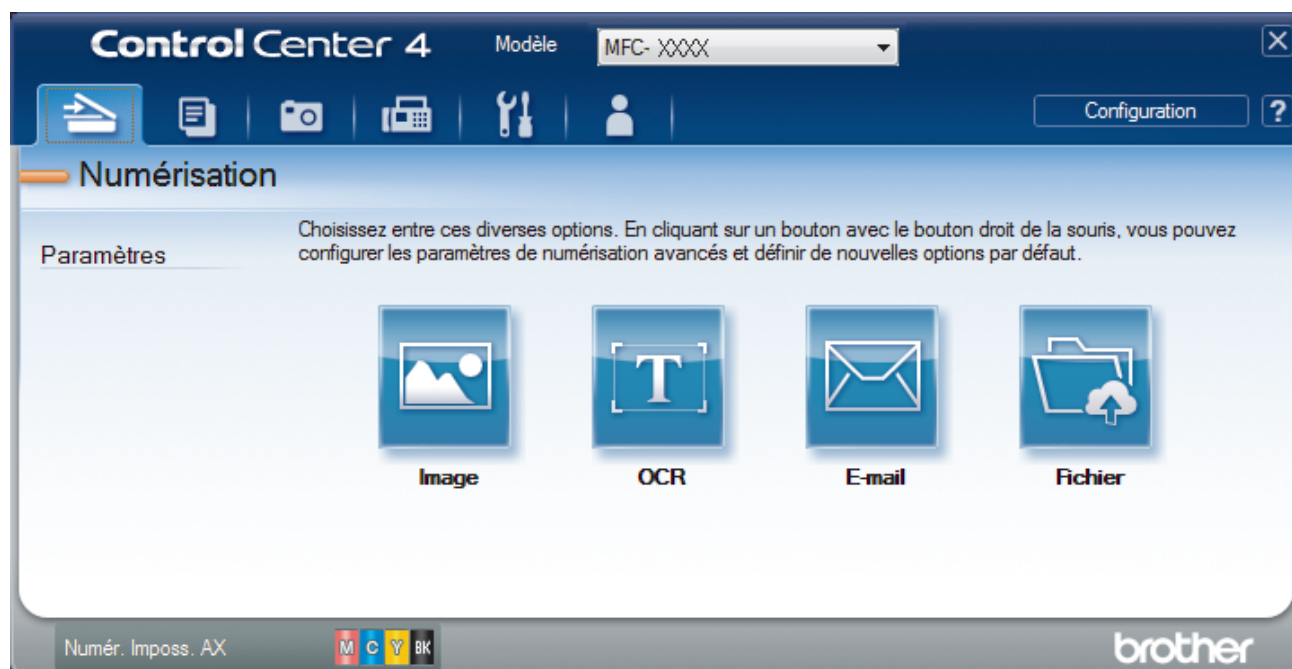 Control Center 4
Modèle
MFC- XXXX
Configuration
?
Numérisation
Paramètres
Choisissez entre ces diverses options. En cliquant sur un bouton avec le bouton droit de la souris, vous pouvez
configurer les paramètres de numérisation avancés et définir de nouvelles options par défaut.
T
Image
OCR
E-mail
Fichier
Numér. Imposs. AX
M C Y BK
brother